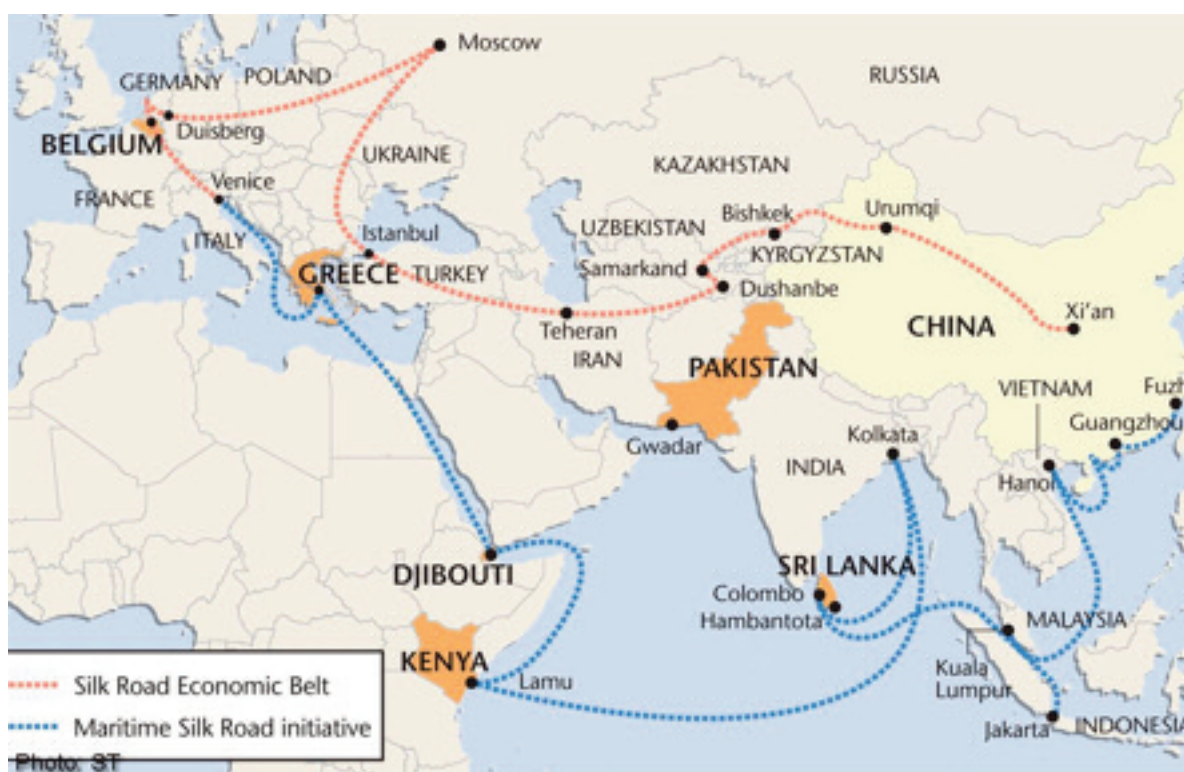 Moscow
RUSSIA
GERMANY
POLAND
Duisberg
BELGIUM
UKRAINE
KAZAKHSTAN
FRANCE
Venice
Bishkek
Urumqi
ITALY
Istanbul
UZBEKISTAN
KYRGYZSTAN
GREECE
TURKEY
Samarkand
Dushanbe
Xi'an
Teheran
CHINA
IRAN
PAKISTAN
VIETNAM
Fuzh
Guangzhou
Gwadar
Kolkata
INDIA
Hanoi
DJIBOUTI
SRI LANKA
Colombo
Hambantota
MALAYSIA
KENYA
Lamu
Kuala
Lumpur
Jakarta
INDONESIA
Silk Road Economic Belt
Maritime Silk Road initiative
Photo: ST